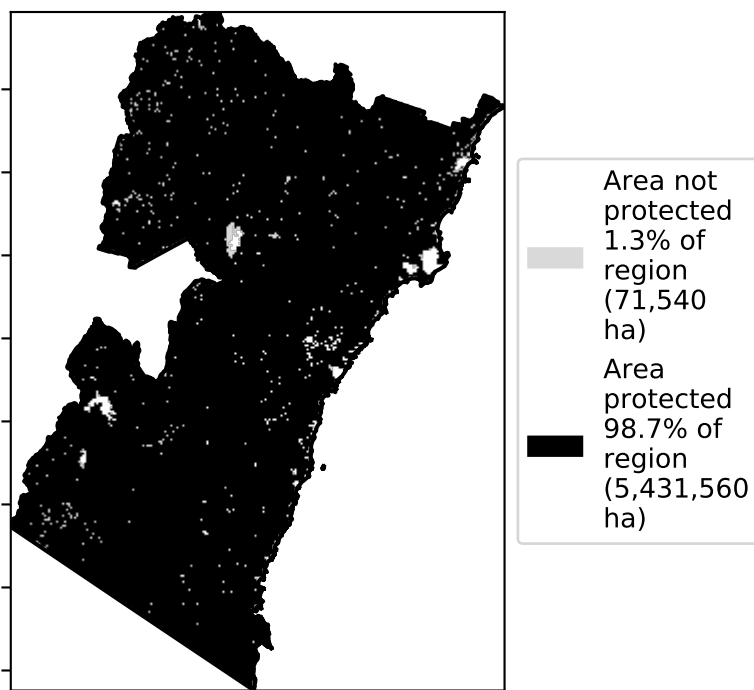 Area not
protected
1.3% of
region
(71,540
ha)
Area
protected
98.7% of
region
(5,431,560
ha)